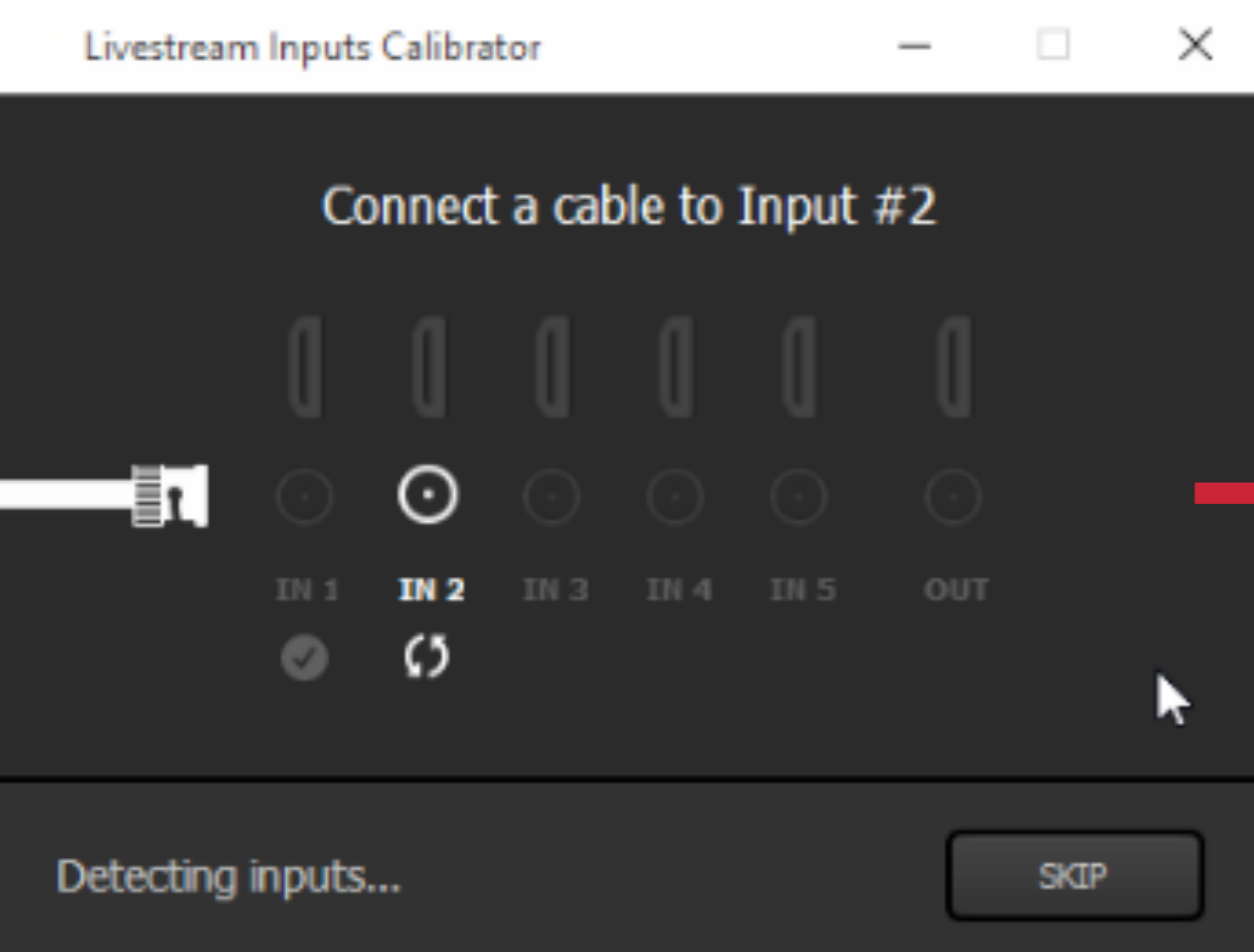 Livestream Inputs Calibrator
Connect a cable to Input #2
IN 1 IN 2 IN 3 IN 4 IN 5 OUT
Detecting inputs...
SKIP